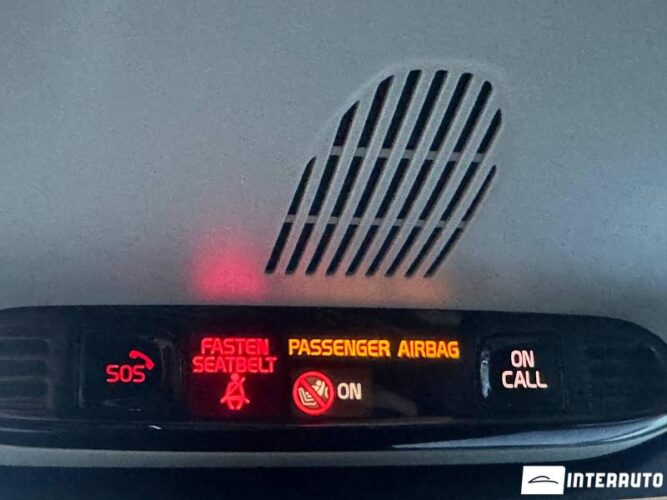 SOS
FASTEN
SEATBELT
PASSENGER AIRBAG
ON
ON
CALL
INTERAUTO